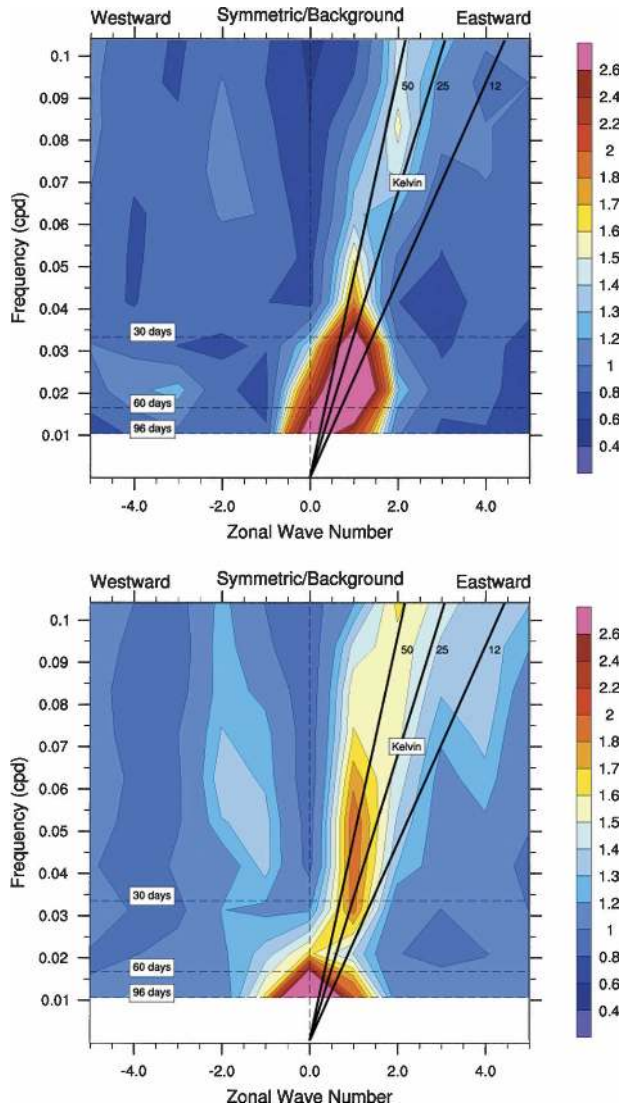 Westward Symmetric/Background Eastward
0.1
0.09
0.08
0.07
0.06
0.05
0.04
0.03
0.02
0.01
Frequency (cpd)
50 25 12
Kelvin
30 days
60 days
96 days
-4.0 -2.0 0.0 2.0 4.0
Zonal Wave Number
2.6
2.4
2.2
2
1.8
1.7
1.6
1.5
1.4
1.3
1.2
1.1
1
0.8
0.6
0.4
Westward Symmetric/Background Eastward
0.1
0.09
0.08
0.07
0.06
0.05
0.04
0.03
0.02
0.01
Frequency (cpd)
50 25 12
Kelvin
30 days
60 days
96 days
-4.0 -2.0 0.0 2.0 4.0
Zonal Wave Number
2.6
2.4
2.2
2
1.8
1.7
1.6
1.5
1.4
1.3
1.2
1.1
1
0.8
0.6
0.4